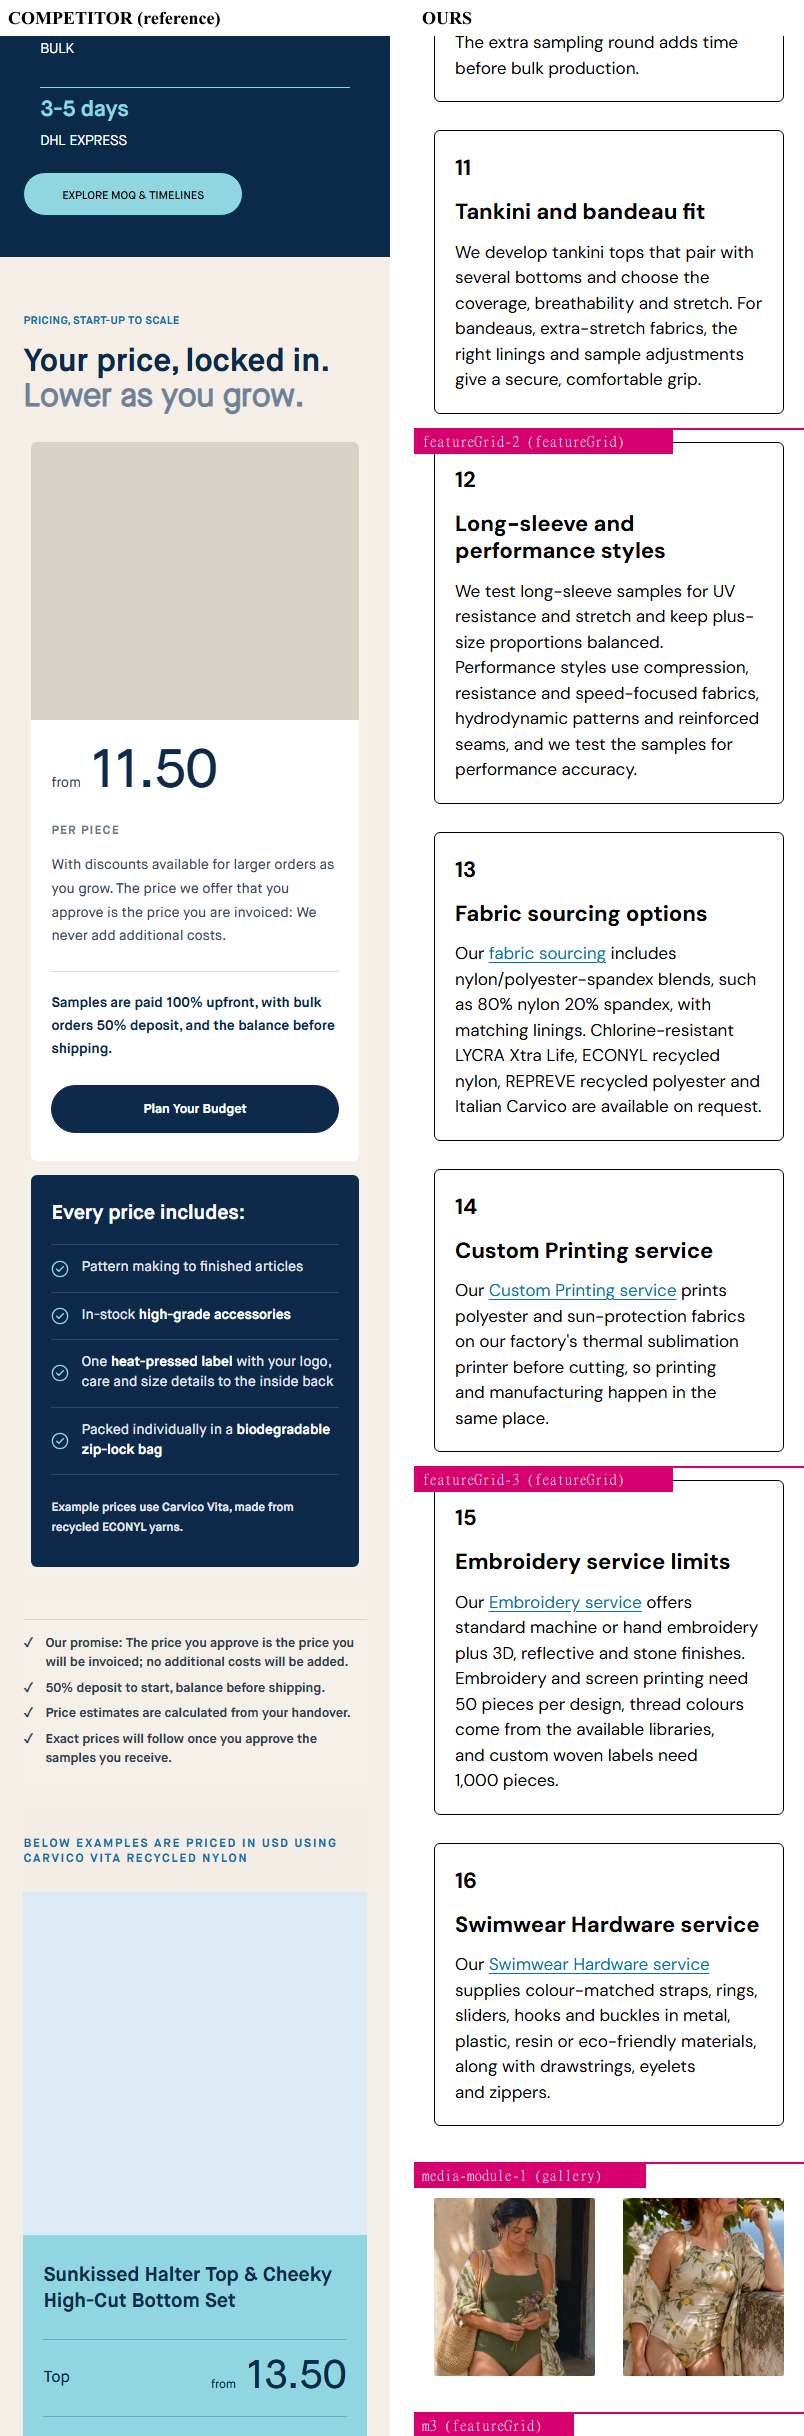 COMPETITOR (reference)
BULK
3-5 days
DHL EXPRESS
EXPLORE MOQ & TIMELINES
PRICING, START-UP TO SCALE
Your price, locked in.
Lower as you grow.
from 11.50
PER PIECE
With discounts available for larger orders as
you grow. The price we offer that you
approve is the price you are invoiced: We
never add additional costs.
Samples are paid 100% upfront, with bulk
orders 50% deposit, and the balance before
shipping.
Plan Your Budget
Every price includes:
Pattern making to finished articles
In-stock high-grade accessories
One heat-pressed label with your logo,
care and size details to the inside back
Packed individually in a biodegradable
zip-lock bag
Example prices use Carvico Vita, made from
recycled ECONYL yarns.
✓ Our promise: The price you approve is the price you
will be invoiced; no additional costs will be added.
✓ 50% deposit to start, balance before shipping.
✓ Price estimates are calculated from your handover.
✓ Exact prices will follow once you approve the
samples you receive.
BELOW EXAMPLES ARE PRICED IN USD USING
CARVICO VITA RECYCLED NYLON
Sunkissed Halter Top & Cheeky
High-Cut Bottom Set
Top from 13.50
OURS
The extra sampling round adds time
before bulk production.
11
Tankini and bandeau fit
We develop tankini tops that pair with
several bottoms and choose the
coverage, breathability and stretch. For
bandeaus, extra-stretch fabrics, the
right linings and sample adjustments
give a secure, comfortable grip.
featureGrid-2 (featureGrid)
12
Long-sleeve and
performance styles
We test long-sleeve samples for UV
resistance and stretch and keep plus-
size proportions balanced.
Performance styles use compression,
resistance and speed-focused fabrics,
hydrodynamic patterns and reinforced
seams, and we test the samples for
performance accuracy.
13
Fabric sourcing options
Our fabric sourcing includes
nylon/polyester-spandex blends, such
as 80% nylon 20% spandex, with
matching linings. Chlorine-resistant
LYCRA Xtra Life, ECONYL recycled
nylon, REPREVE recycled polyester and
Italian Carvico are available on request.
14
Custom Printing service
Our Custom Printing service prints
polyester and sun-protection fabrics
on our factory's thermal sublimation
printer before cutting, so printing
and manufacturing happen in the
same place.
featureGrid-3 (featureGrid)
15
Embroidery service limits
Our Embroidery service offers
standard machine or hand embroidery
plus 3D, reflective and stone finishes.
Embroidery and screen printing need
50 pieces per design, thread colours
come from the available libraries,
and custom woven labels need
1,000 pieces.
16
Swimwear Hardware service
Our Swimwear Hardware service
supplies colour-matched straps, rings,
sliders, hooks and buckles in metal,
plastic, resin or eco-friendly materials,
along with drawstrings, eyelets
and zippers.
media-module-1 (gallery)
m3 (featureGrid)